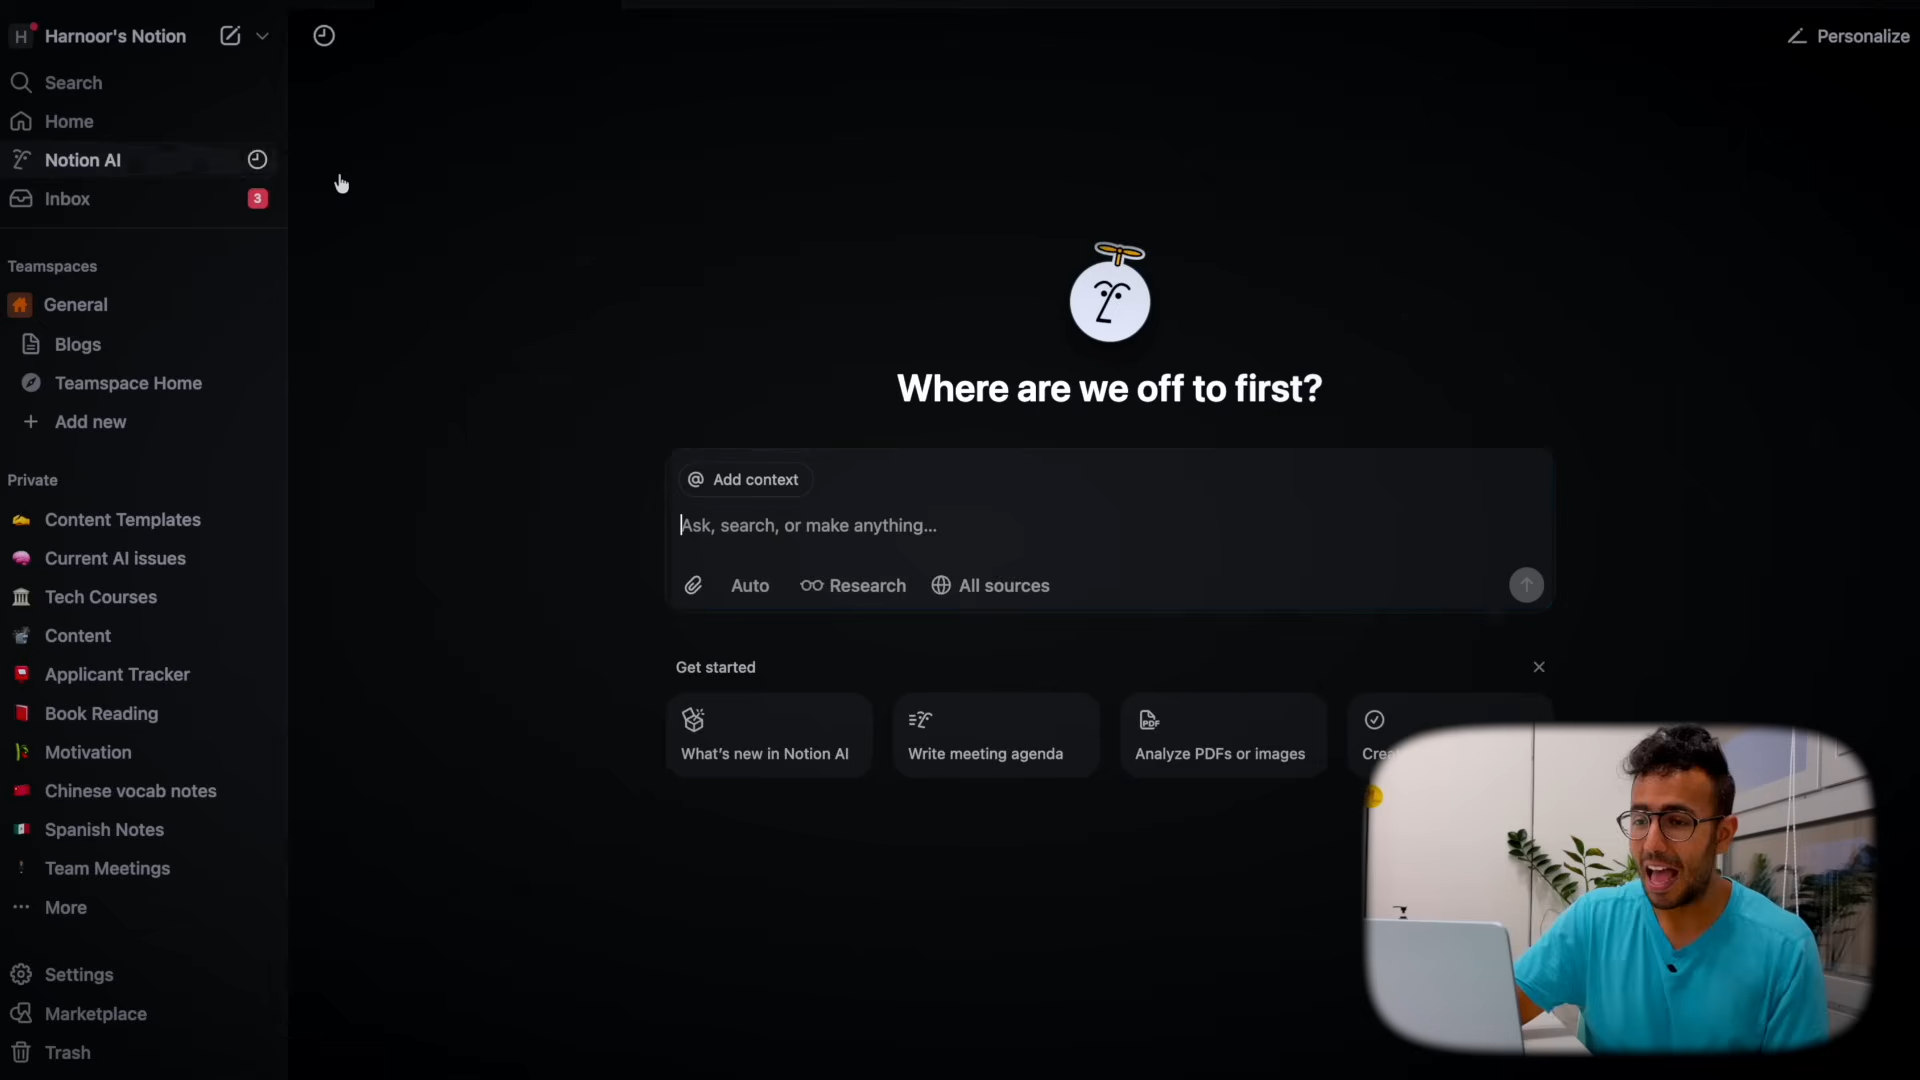 H Harnoor's Notion
Personalize
Search
Home
Notion AI
Inbox 3
Teamspaces
General
Blogs
Teamspace Home
Add new
Private
Content Templates
Current AI issues
Tech Courses
Content
Applicant Tracker
Book Reading
Motivation
Chinese vocab notes
Spanish Notes
Team Meetings
More
Settings
Marketplace
Trash
Where are we off to first?
@ Add context
Ask, search, or make anything...
Auto Research All sources
Get started
What's new in Notion AI
Write meeting agenda
PDF
Analyze PDFs or images